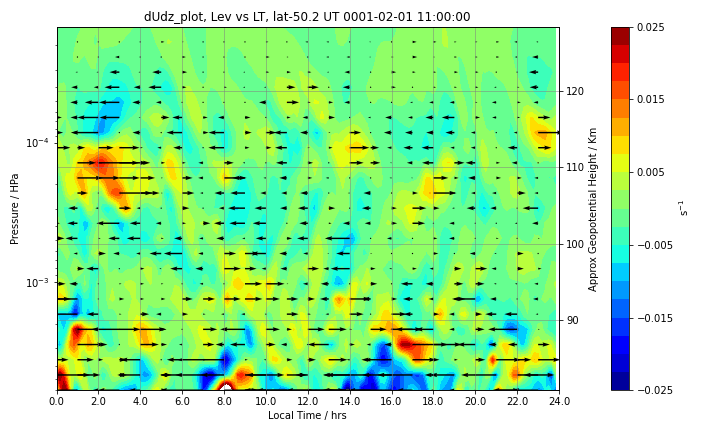 dUdz_plot, Lev vs LT, lat-50.2 UT 0001-02-01 11:00:00
0.025
0.015
0.005
−0.005
−0.015
−0.025
s⁻¹
Pressure / HPa
10⁻⁴
10⁻³
120
110
100
90
Approx Geopotential Height / Km
0.0 2.0 4.0 6.0 8.0 10.0 12.0 14.0 16.0 18.0 20.0 22.0 24.0
Local Time / hrs